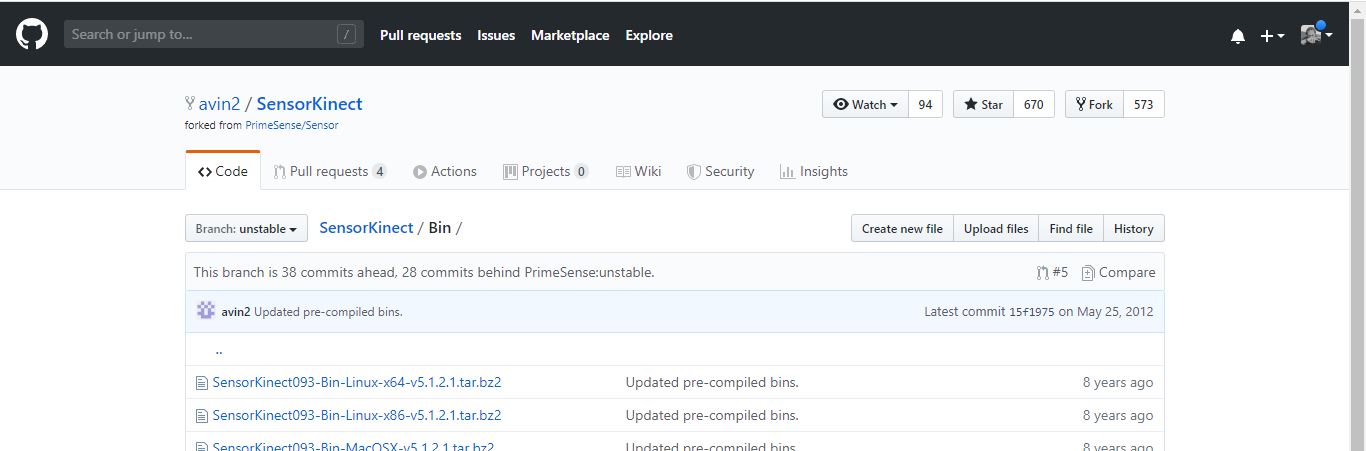 Search or jump to... / Pull requests Issues Marketplace Explore
avin2 / SensorKinect Watch 94 Star 670 Fork 573
forked from PrimeSense/Sensor
Code Pull requests 4 Actions Projects 0 Wiki Security Insights
Branch: unstable SensorKinect / Bin / Create new file Upload files Find file History
This branch is 38 commits ahead, 28 commits behind PrimeSense:unstable. #5 Compare
avin2 Updated pre-compiled bins. Latest commit 15f1975 on May 25, 2012
..
SensorKinect093-Bin-Linux-x64-v5.1.2.1.tar.bz2 Updated pre-compiled bins. 8 years ago
SensorKinect093-Bin-Linux-x86-v5.1.2.1.tar.bz2 Updated pre-compiled bins. 8 years ago
SensorKinect093-Bin-MacOSX-v5.1.2.1.tar.bz2 Updated pre-compiled bins. 8 years ago